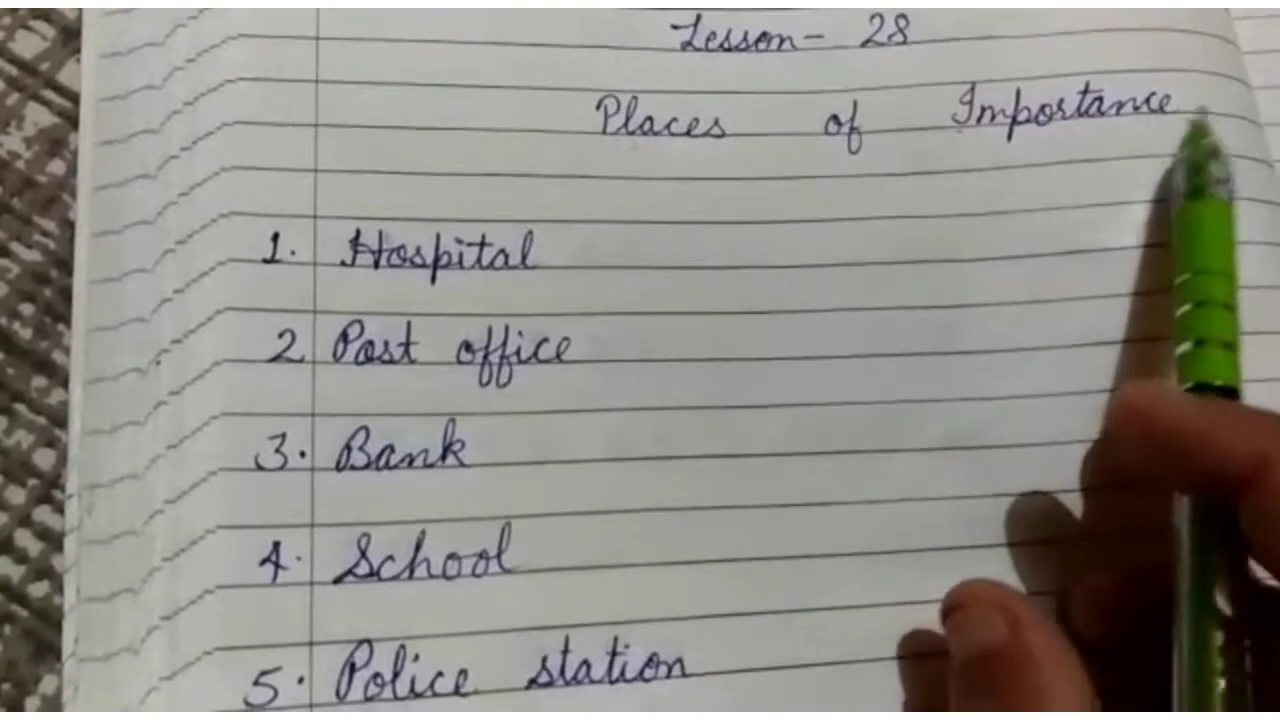 Lesson- 28
Places of Importance
1. Hospital
2 Post office
3. Bank
4. School
5. Police station